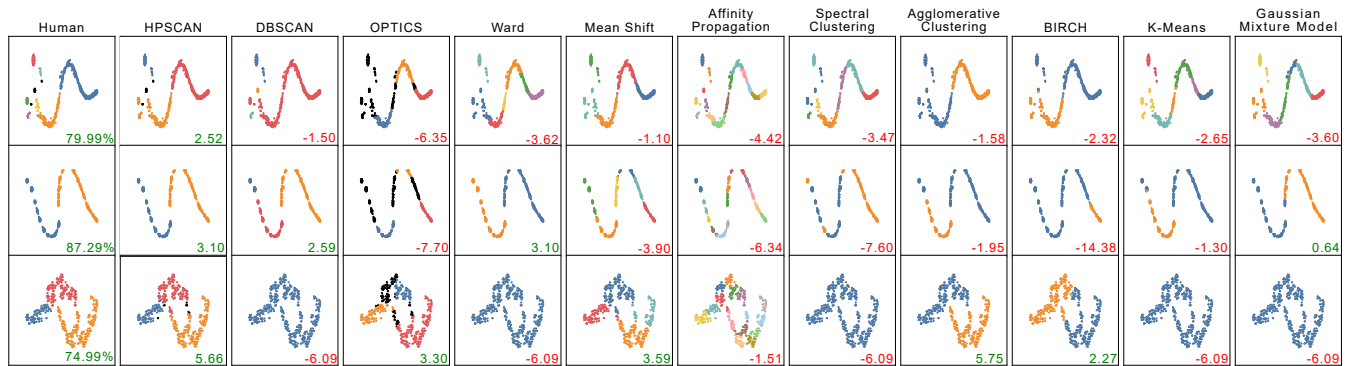 Human HPSCAN DBSCAN OPTICS Ward Mean Shift Affinity Propagation Spectral Clustering Agglomerative Clustering BIRCH K-Means Gaussian Mixture Model
79.99% 2.52 -1.50 -6.35 -3.62 -1.10 -4.42 -3.47 -1.58 -2.32 -2.65 -3.60
87.29% 3.10 2.59 -7.70 3.10 -3.90 -6.34 -7.60 -1.95 -14.38 -1.30 0.64
74.99% 5.66 -6.09 3.30 -6.09 3.59 -1.51 -6.09 5.75 2.27 -6.09 -6.09